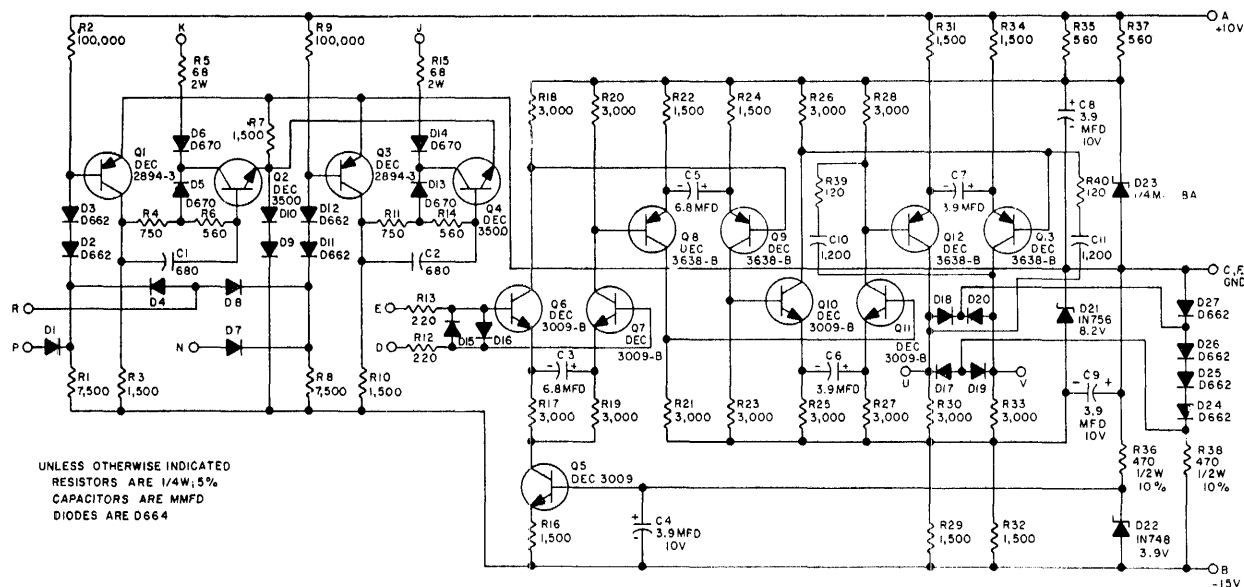 R2
100,000
K
R9
100,000
J
R31
1,500
R34
1,500
R35
560
R37
560
A
+10V
R5
68
2W
R15
68
2W
D6
D670
R7
1,500
D14
D670
R18
3,000
R20
3,000
R22
1,500
R24
1,500
R26
3,000
R28
3,000
+
C8
3.9
MFD
10V
-
Q1
DEC
2894-3
D5
D670
Q2
DEC
3500
Q3
DEC
2894-3
D13
D670
Q4
DEC
3500
R39
120
R40
120
D23
D3
D662
D2
D662
R4
750
R6
560
D10
D9
D12
D662
D11
D662
R11
750
R14
560
- C5 +
6.8MFD
- C7 +
3.9MFD
C1
680
C2
680
Q8
DEC
3638-B
Q9
DEC
3638-B
C10
1,200
Q12
DEC
3638-B
DEC
3638-B
C11
1,200
C,F
GND
D4
D8
R
P
D1
D7
N
E
R13
220
D
R12
220
D15
D16
Q6
DEC
3009-B
Q7
DEC
3009-B
Q10
DEC
3009-B
Q11
DEC
3009-B
D18
D20
D21
IN756
8.2V
D27
D662
D26
D662
D25
D662
D24
D662
- C3 +
6.8MFD
- C6 +
3.9MFD
U
D17
D19
V
- C9 +
3.9
MFD
10V
R1
7,500
R3
1,500
R8
7,500
R10
1,500
R17
3,000
R19
3,000
R21
3,000
R23
3,000
R25
3,000
R27
3,000
R30
3,000
R33
3,000
R36
470
1/2W
10%
R38
470
1/2W
10%
UNLESS OTHERWISE INDICATED
RESISTORS ARE 1/4W; 5%
CAPACITORS ARE MMFD
DIODES ARE D664
Q5
DEC 3009
R16
1,500
+
C4
3.9MFD
-
10V
R29
1,500
R32
1,500
D22
IN748
3.9V
B
-15V